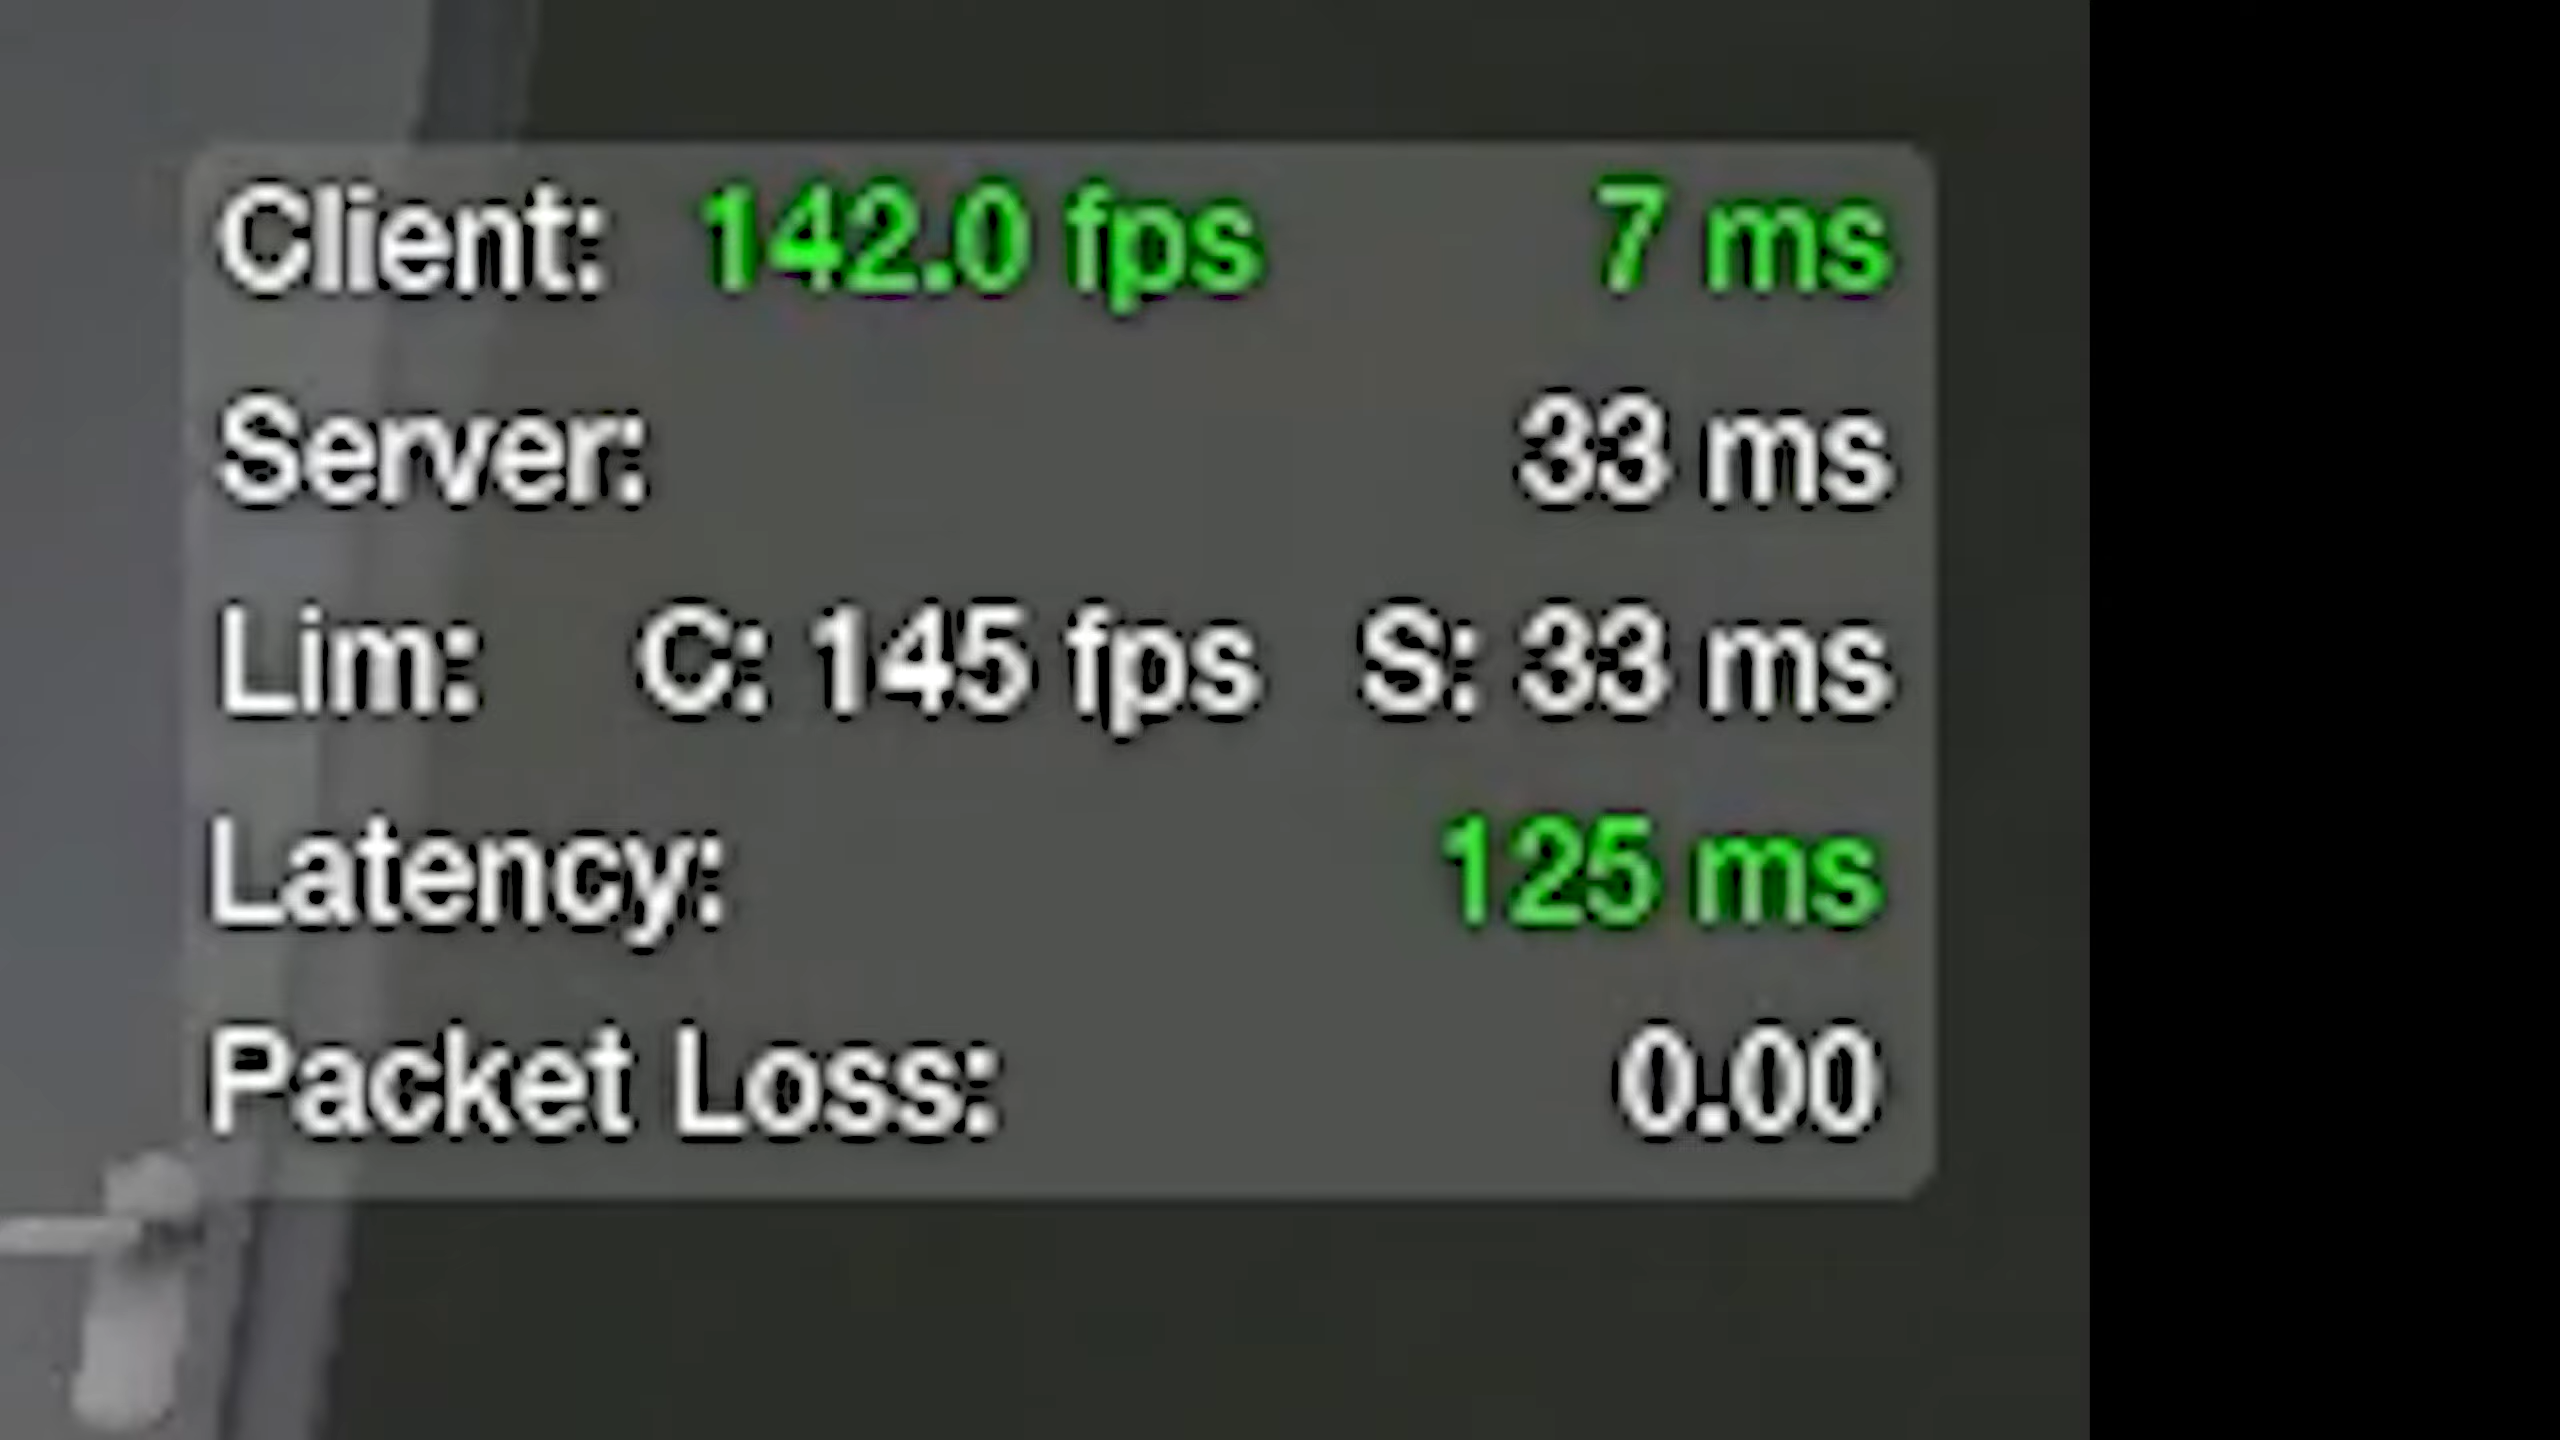 Client: 142.0 fps 7 ms
Server: 33 ms
Lim: C: 145 fps S: 33 ms
Latency: 125 ms
Packet Loss: 0.00